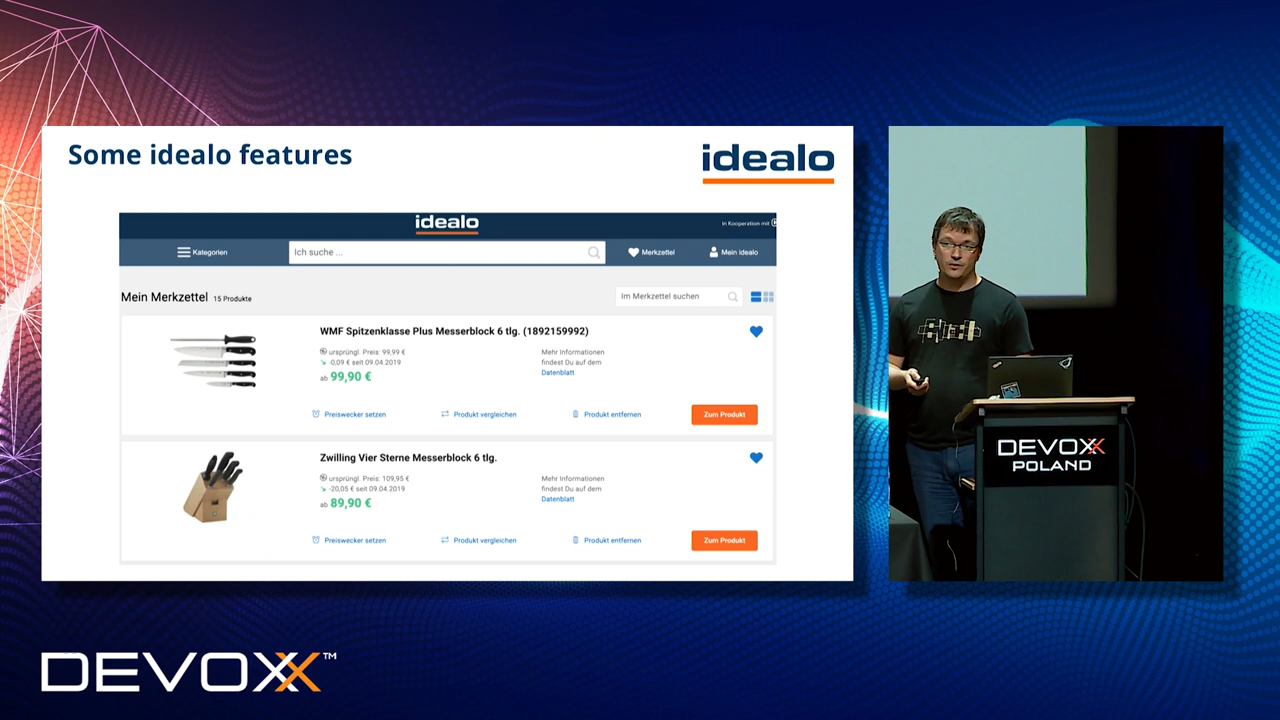 Some idealo features
idealo
idealo
in Kooperation mit
Kategorien
Ich suche ...
Merkzettel
Mein idealo
Mein Merkzettel 15 Produkte
Im Merkzettel suchen
WMF Spitzenklasse Plus Messerblock 6 tlg. (1892159992)
ursprüngl. Preis: 99,99 €
-0,09 € seit 09.04.2019
ab 99,90 €
Mehr Informationen
findest Du auf dem
Datenblatt
Preiswecker setzen
Produkt vergleichen
Produkt entfernen
Zum Produkt
Zwilling Vier Sterne Messerblock 6 tlg.
ursprüngl. Preis: 109,95 €
-20,05 € seit 09.04.2019
ab 89,90 €
Mehr Informationen
findest Du auf dem
Datenblatt
Preiswecker setzen
Produkt vergleichen
Produkt entfernen
Zum Produkt
DEVOXX
POLAND
DEVOXX™